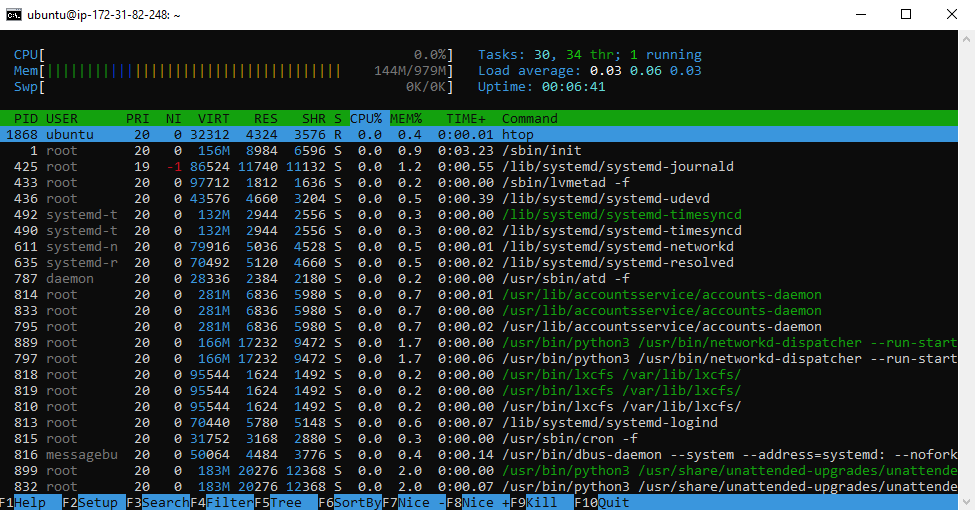 ubuntu@ip-172-31-82-248: ~
CPU[ 0.0%] Tasks: 30, 34 thr; 1 running
Mem[|||||||||||||||||||||||||||||||||||||144M/979M] Load average: 0.03 0.06 0.03
Swp[ 0K/0K] Uptime: 00:06:41
PID USER PRI NI VIRT RES SHR S CPU% MEM% TIME+ Command
1868 ubuntu 20 0 32312 4324 3576 R 0.0 0.4 0:00.01 htop
1 root 20 0 156M 8984 6596 S 0.0 0.9 0:03.23 /sbin/init
425 root 19 -1 86524 11740 11132 S 0.0 1.2 0:00.55 /lib/systemd/systemd-journald
433 root 20 0 97712 1812 1636 S 0.0 0.2 0:00.00 /sbin/lvmetad -f
436 root 20 0 43576 4660 3204 S 0.0 0.5 0:00.39 /lib/systemd/systemd-udevd
492 systemd-t 20 0 132M 2944 2556 S 0.0 0.3 0:00.00 /lib/systemd/systemd-timesyncd
490 systemd-t 20 0 132M 2944 2556 S 0.0 0.3 0:00.02 /lib/systemd/systemd-timesyncd
611 systemd-n 20 0 79916 5036 4528 S 0.0 0.5 0:00.01 /lib/systemd/systemd-networkd
635 systemd-r 20 0 70492 5120 4660 S 0.0 0.5 0:00.02 /lib/systemd/systemd-resolved
787 daemon 20 0 28336 2384 2180 S 0.0 0.2 0:00.00 /usr/sbin/atd -f
814 root 20 0 281M 6836 5980 S 0.0 0.7 0:00.01 /usr/lib/accountsservice/accounts-daemon
833 root 20 0 281M 6836 5980 S 0.0 0.7 0:00.00 /usr/lib/accountsservice/accounts-daemon
795 root 20 0 281M 6836 5980 S 0.0 0.7 0:00.02 /usr/lib/accountsservice/accounts-daemon
889 root 20 0 166M 17232 9472 S 0.0 1.7 0:00.00 /usr/bin/python3 /usr/bin/networkd-dispatcher --run-start
797 root 20 0 166M 17232 9472 S 0.0 1.7 0:00.06 /usr/bin/python3 /usr/bin/networkd-dispatcher --run-start
818 root 20 0 95544 1624 1492 S 0.0 0.2 0:00.00 /usr/bin/lxcfs /var/lib/lxcfs/
819 root 20 0 95544 1624 1492 S 0.0 0.2 0:00.00 /usr/bin/lxcfs /var/lib/lxcfs/
810 root 20 0 95544 1624 1492 S 0.0 0.2 0:00.00 /usr/bin/lxcfs /var/lib/lxcfs/
813 root 20 0 70440 5780 5148 S 0.0 0.6 0:00.07 /lib/systemd/systemd-logind
815 root 20 0 31752 3168 2880 S 0.0 0.3 0:00.00 /usr/sbin/cron -f
816 messagebu 20 0 50064 4484 3776 S 0.0 0.4 0:00.14 /usr/bin/dbus-daemon --system --address=systemd: --nofork
899 root 20 0 183M 20276 12368 S 0.0 2.0 0:00.00 /usr/bin/python3 /usr/share/unattended-upgrades/unattende
832 root 20 0 183M 20276 12368 S 0.0 2.0 0:00.07 /usr/bin/python3 /usr/share/unattended-upgrades/unattende
F1Help F2Setup F3SearchF4FilterF5Tree F6SortByF7Nice -F8Nice +F9Kill F10Quit